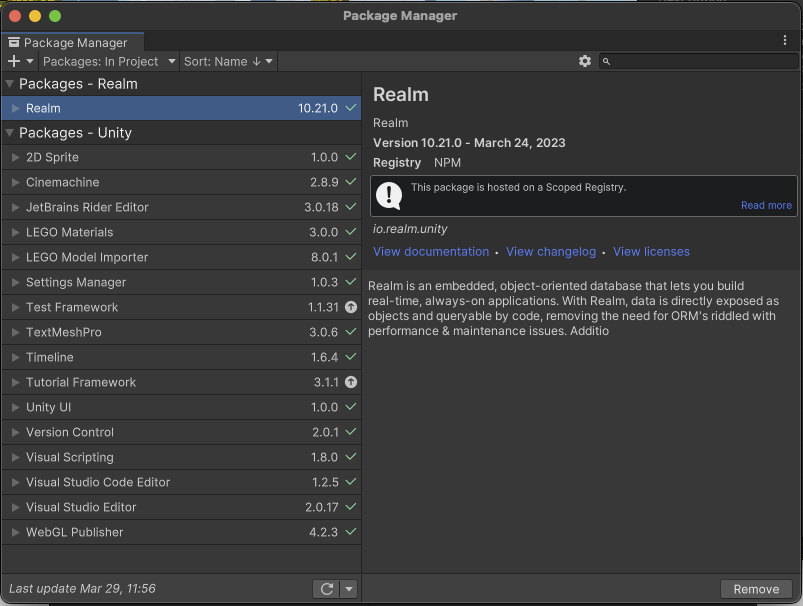 Package Manager
Package Manager
Packages: In Project
Sort: Name ↓
Packages - Realm
Realm 10.21.0
Packages - Unity
2D Sprite 1.0.0
Cinemachine 2.8.9
JetBrains Rider Editor 3.0.18
LEGO Materials 3.0.0
LEGO Model Importer 8.0.1
Settings Manager 1.0.3
Test Framework 1.1.31
TextMeshPro 3.0.6
Timeline 1.6.4
Tutorial Framework 3.1.1
Unity UI 1.0.0
Version Control 2.0.1
Visual Scripting 1.8.0
Visual Studio Code Editor 1.2.5
Visual Studio Editor 2.0.17
WebGL Publisher 4.2.3
Last update Mar 29, 11:56
Realm
Realm
Version 10.21.0 - March 24, 2023
Registry NPM
This package is hosted on a Scoped Registry.
Read more
io.realm.unity
View documentation • View changelog • View licenses
Realm is an embedded, object-oriented database that lets you build
real-time, always-on applications. With Realm, data is directly exposed as
objects and queryable by code, removing the need for ORM's riddled with
performance & maintenance issues. Additio
Remove